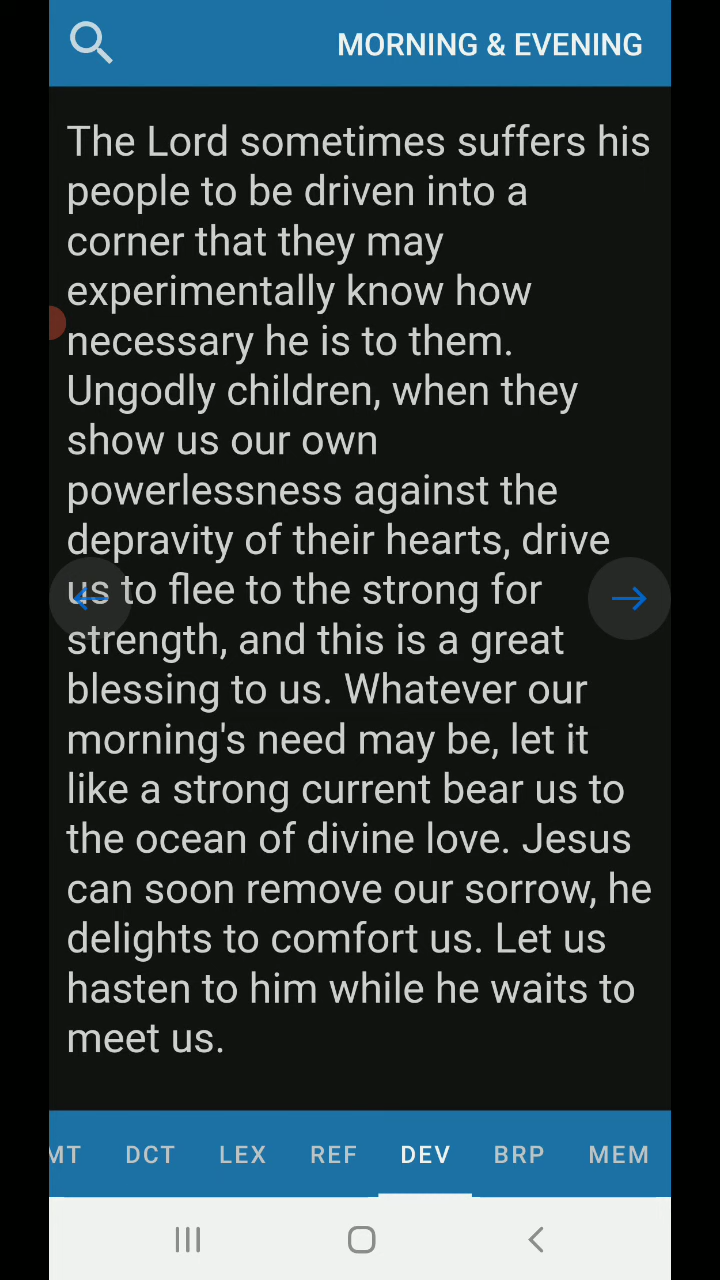 MORNING & EVENING
The Lord sometimes suffers his
people to be driven into a
corner that they may
experimentally know how
necessary he is to them.
Ungodly children, when they
show us our own
powerlessness against the
depravity of their hearts, drive
us to flee to the strong for
strength, and this is a great
blessing to us. Whatever our
morning's need may be, let it
like a strong current bear us to
the ocean of divine love. Jesus
can soon remove our sorrow, he
delights to comfort us. Let us
hasten to him while he waits to
meet us.
MT DCT LEX REF DEV BRP MEM